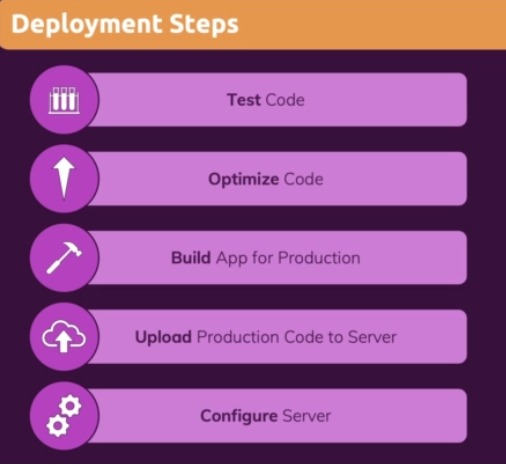 Deployment Steps
Test Code
Optimize Code
Build App for Production
Upload Production Code to Server
Configure Server